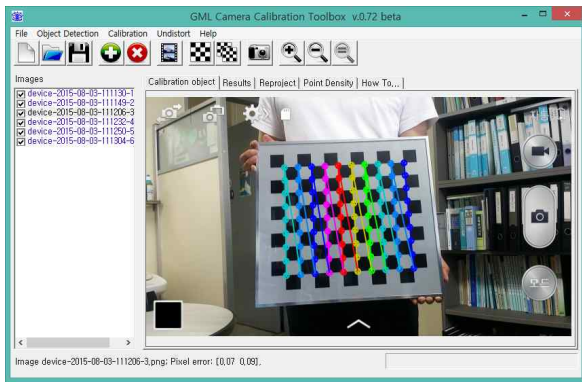 GML Camera Calibration Toolbox v.0.72 beta
File Object Detection Calibration Undistort Help
Images
Calibration object Results Reproject Point Density How To...
device-2015-08-03-111130-1
device-2015-08-03-111149-2
device-2015-08-03-111206-3
device-2015-08-03-111232-4
device-2015-08-03-111250-5
device-2015-08-03-111304-6
모드
Image device-2015-08-03-111206-3.png: Pixel error: [0,07 0,09],